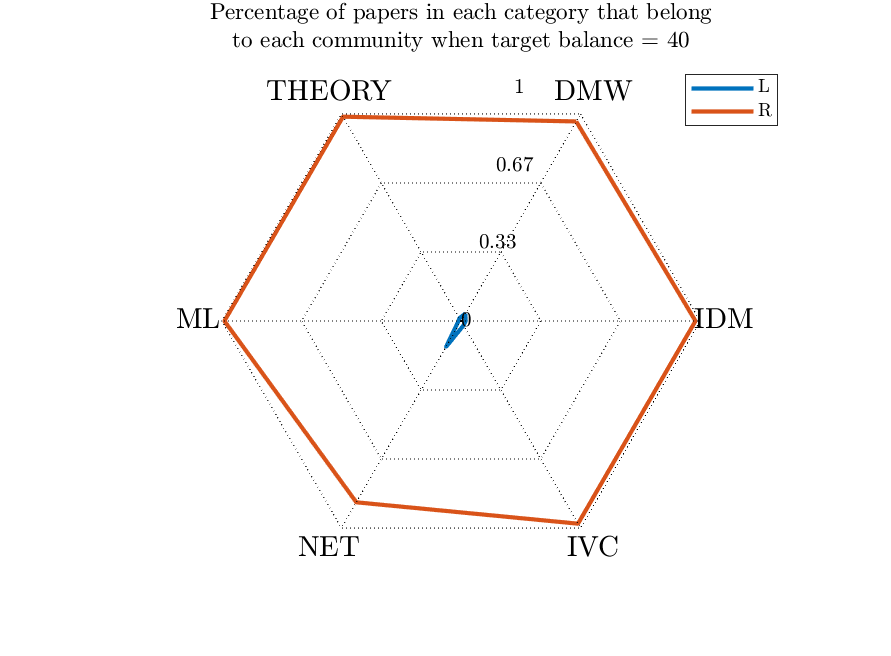 Percentage of papers in each category that belong
to each community when target balance = 40
THEORY
1
DMW
L
R
0.67
0.33
ML
0
IDM
NET
IVC